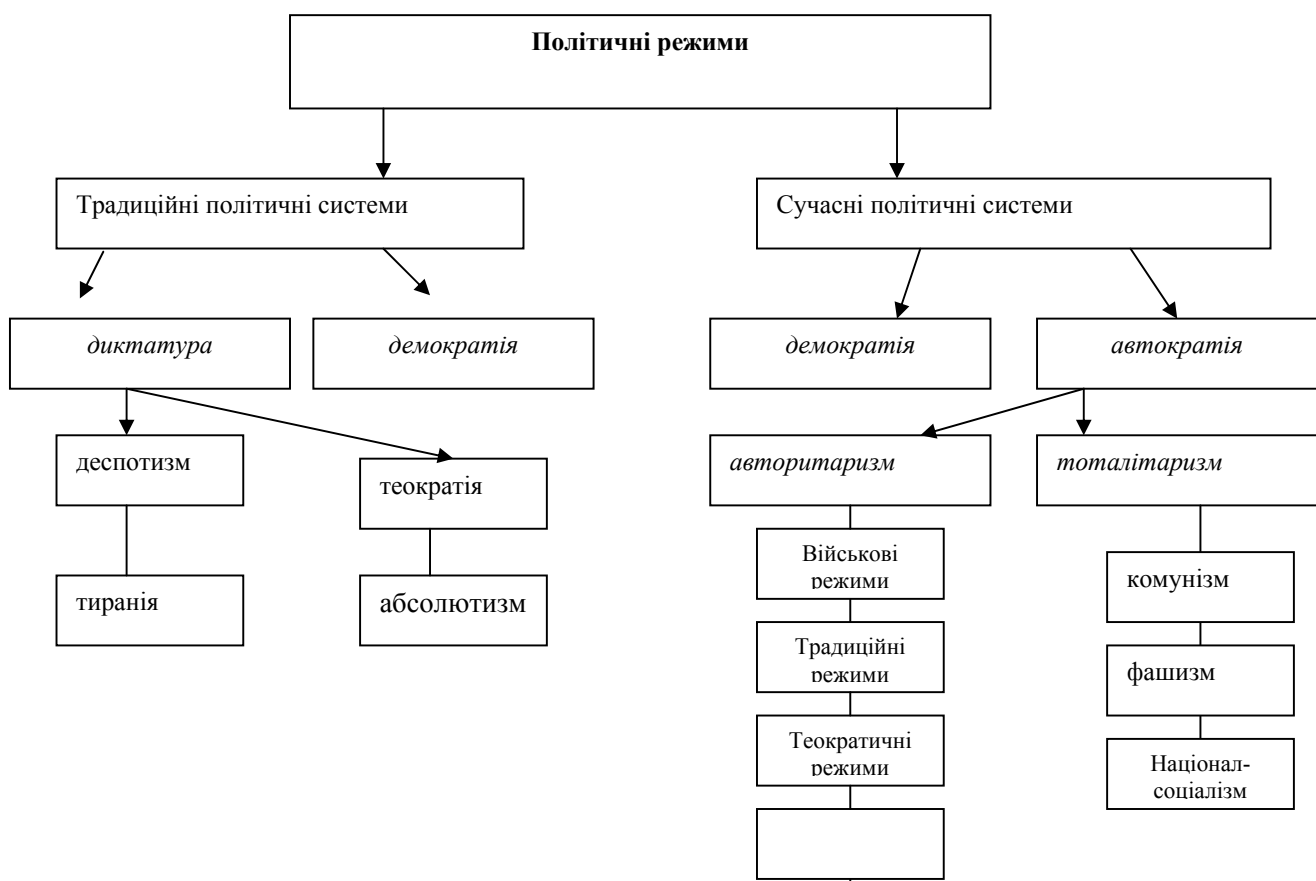 Політичні режими
Традиційні політичні системи
Сучасні політичні системи
диктатура
демократія
демократія
автократія
деспотизм
теократія
авторитаризм
тоталітаризм
тиранія
абсолютизм
Військові
режими
комунізм
Традиційні
режими
фашизм
Теократичні
режими
Націонал-
соціалізм